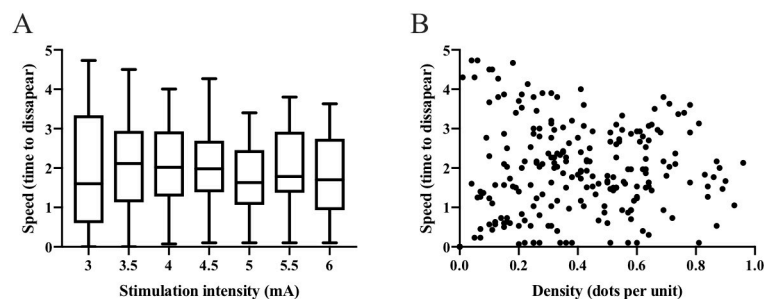 A
B
Speed (time to dissapear)
5
4
3
2
1
0
3 3.5 4 4.5 5 5.5 6
Stimulation intensity (mA)
Speed (time to dissapear)
5
4
3
2
1
0
0.0 0.2 0.4 0.6 0.8 1.0
Density (dots per unit)